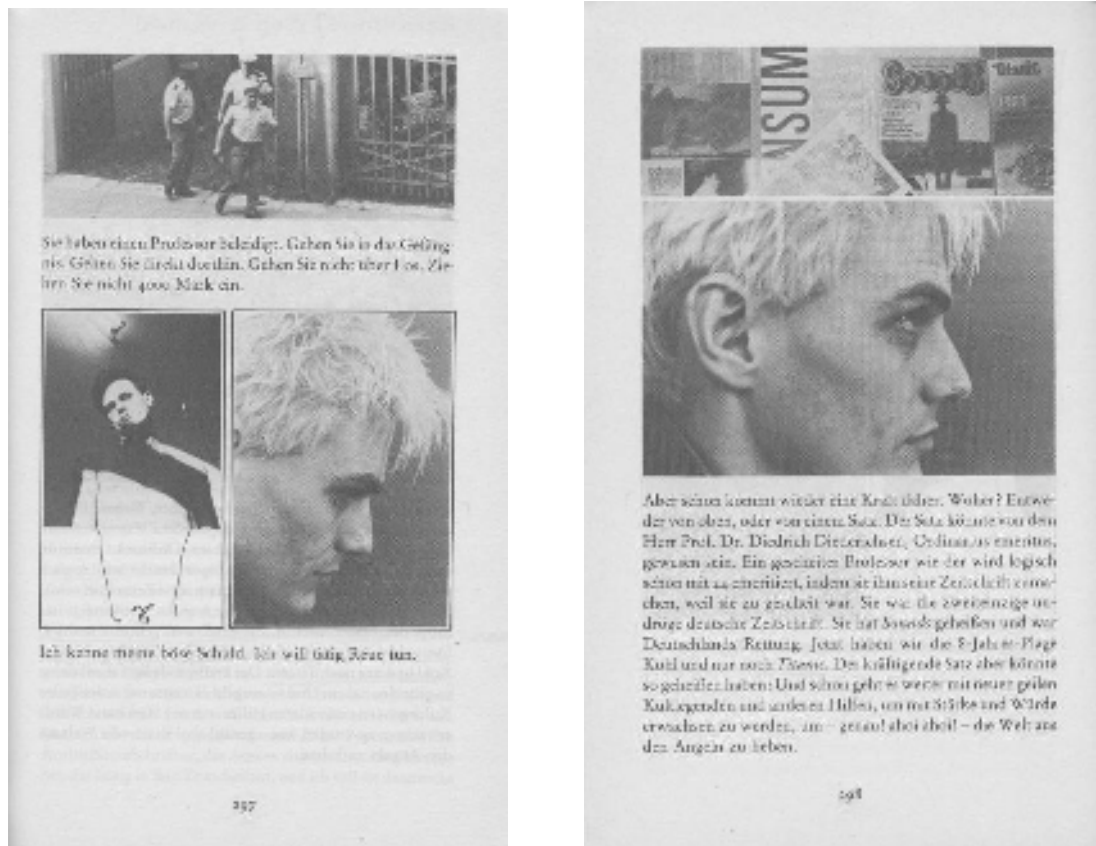 Sie haben einen Professor beleidigt. Gehen Sie in das Gefäng-
nis. Gehen Sie direkt dorthin. Gehen Sie nicht über Los. Zie-
hen Sie nicht 4000 Mark ein.
Ich kenne meine böse Schuld. Ich will tätig Reue tun.
297
NSUM
Sounds
Aber schon kommt wieder eine Kraft daher. Woher? Entwe-
der von oben, oder von einem Satz. Der Satz könnte von dem
Herr Prof. Dr. Diedrich Diederichsen, Ordinarius emeritus,
gewesen sein. Ein gescheiter Professor wie der wird logisch
schon mit 24 emeritiert, indem sie ihm seine Zeitschrift zuma-
chen, weil sie zu gescheit war. Sie war die zweiteinzige un-
dröge deutsche Zeitschrift. Sie hat Sounds geheißen und war
Deutschlands Rettung. Jetzt haben wir die 8-Jahres-Plage
Kohl und nur noch. Der kräftigende Satz aber könnte
so geheißen haben: Und schon geht es weiter mit neuen geilen
Kultlegenden und anderen Hilfen, um mit Stärke und Würde
erwachsen zu werden, um – genau! ahoi ahoi! – die Welt aus
den Angeln zu heben.
298